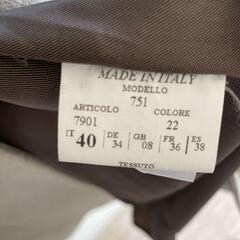 MADE IN ITALY
MODELLO
751
ARTICOLO COLORE
7901 22
IT 40 DE 34 GB 08 FR 36 ES 38
TESSUTO